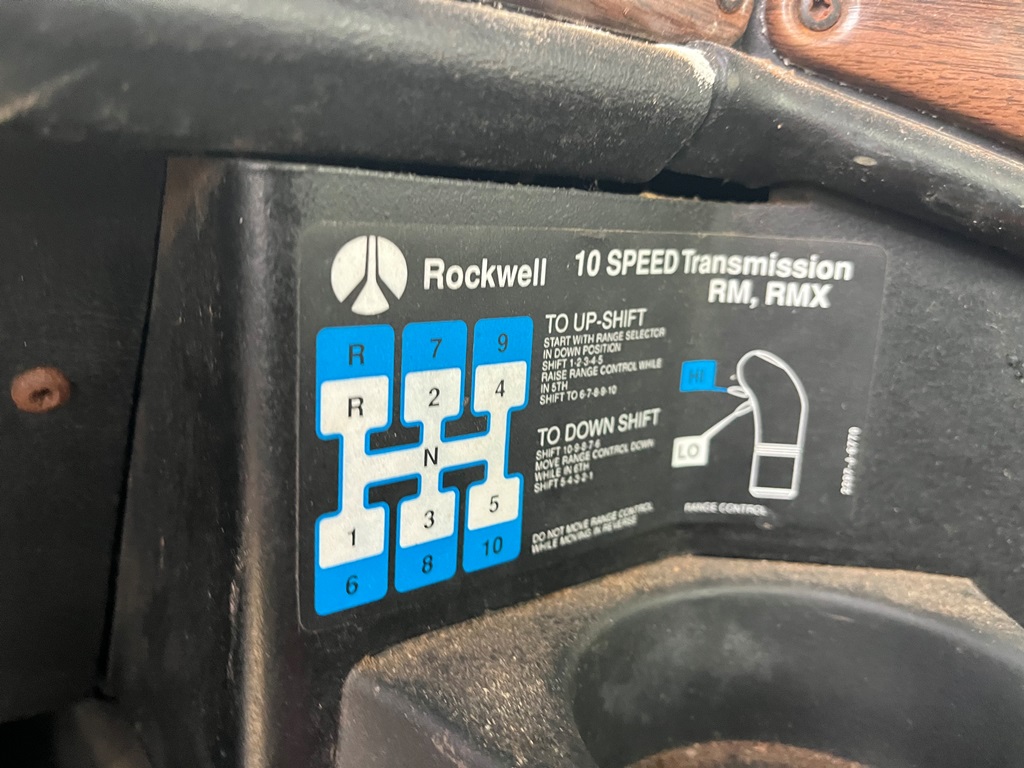 Rockwell
10 SPEED Transmission
RM, RMX
R 7 9
R 2 4
N
1 3 5
6 8 10
TO UP-SHIFT
START WITH RANGE SELECTOR
IN DOWN POSITION
SHIFT 1-2-3-4-5
RAISE RANGE CONTROL WHILE
IN 5TH
SHIFT TO 6-7-8-9-10
TO DOWN SHIFT
SHIFT 10-9-8-7-6
MOVE RANGE CONTROL DOWN
WHILE IN 6TH
SHIFT 5-4-3-2-1
DO NOT MOVE RANGE CONTROL
WHILE MOVING IN REVERSE
HI
LO
RANGE CONTROL